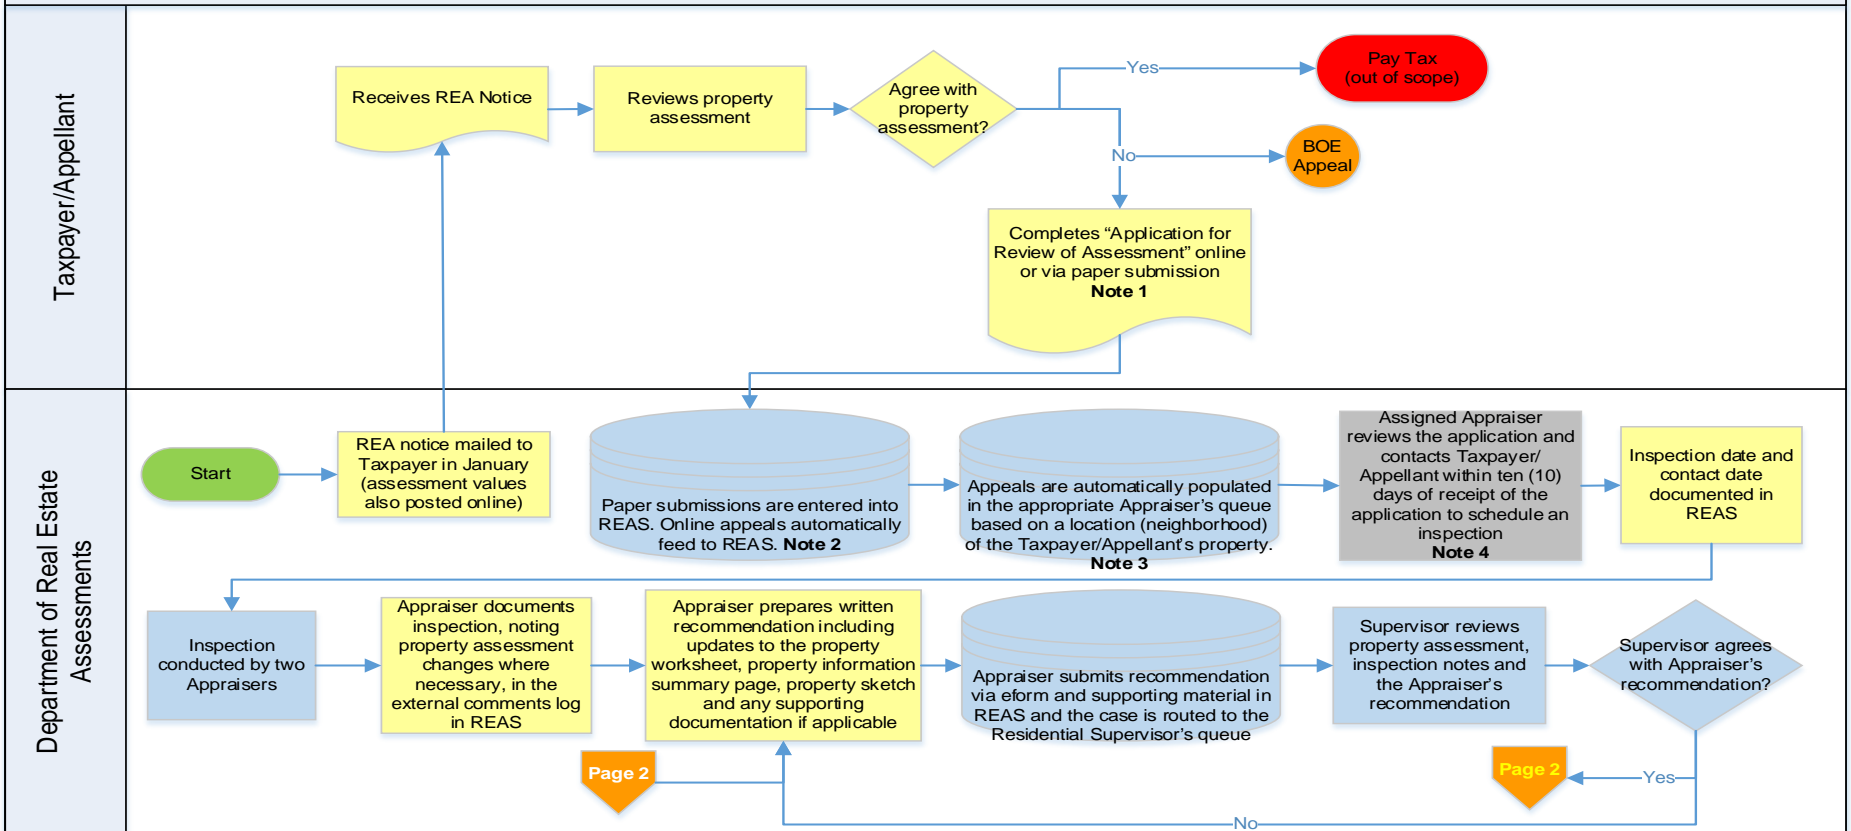 Taxpayer/Appellant
Receives REA Notice
Reviews property
assessment
Agree with
property
assessment?
Yes
Pay Tax
(out of scope)
No
BOE
Appeal
Completes “Application for
Review of Assessment” online
or via paper submission
Note 1
Department of Real Estate
Assessments
Start
REA notice mailed to
Taxpayer in January
(assessment values
also posted online)
Paper submissions are entered into
REAS. Online appeals automatically
feed to REAS. Note 2
Appeals are automatically populated
in the appropriate Appraiser’s queue
based on a location (neighborhood)
of the Taxpayer/Appellant’s property.
Note 3
Assigned Appraiser
reviews the application and
contacts Taxpayer/
Appellant within ten (10)
days of receipt of the
application to schedule an
inspection
Note 4
Inspection date and
contact date
documented in
REAS
Inspection
conducted by two
Appraisers
Appraiser documents
inspection, noting
property assessment
changes where
necessary, in the
external comments log
in REAS
Appraiser prepares written
recommendation including
updates to the property
worksheet, property information
summary page, property sketch
and any supporting
documentation if applicable
Appraiser submits recommendation
via eform and supporting material in
REAS and the case is routed to the
Residential Supervisor’s queue
Supervisor reviews
property assessment,
inspection notes and
the Appraiser’s
recommendation
Supervisor agrees
with Appraiser’s
recommendation?
Page 2
Page 2
Yes
No